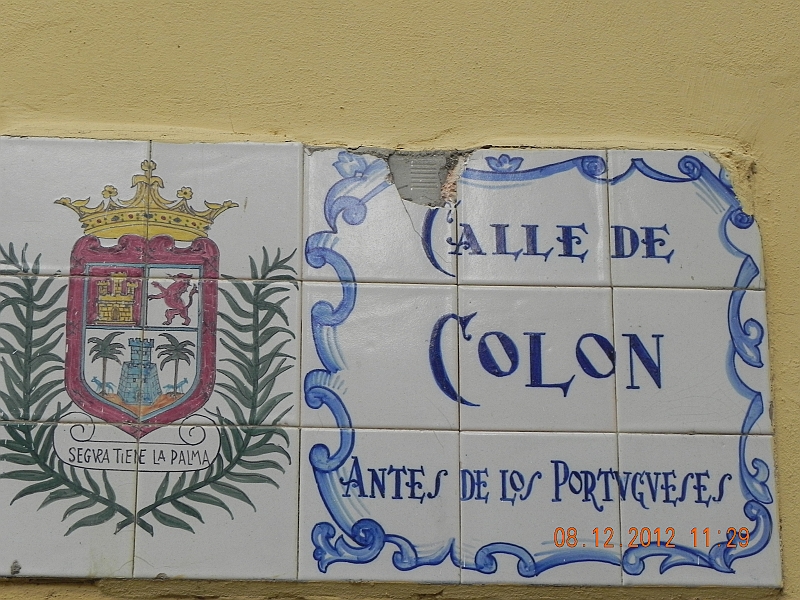 SEGVRA TIENE LA PALMA
CALLE DE
COLON
ANTES DE LOS PORTVGVESES
08.12.2012 11:29